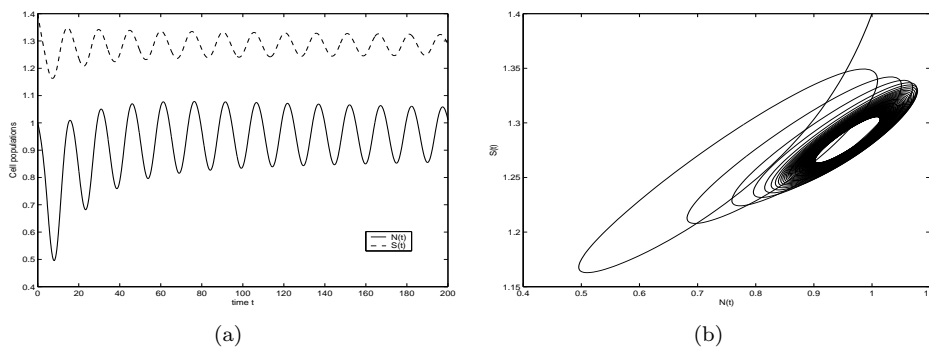 1.4
1.3
1.2
1.1
1
0.9
0.8
0.7
0.6
0.5
0.4
0 20 40 60 80 100 120 140 160 180 200
time t
Cell populations
N(t)
S(t)
(a)
1.4
1.35
1.3
1.25
1.2
1.15
0.4 0.5 0.6 0.7 0.8 0.9 1 1
N(t)
S(t)
(b)